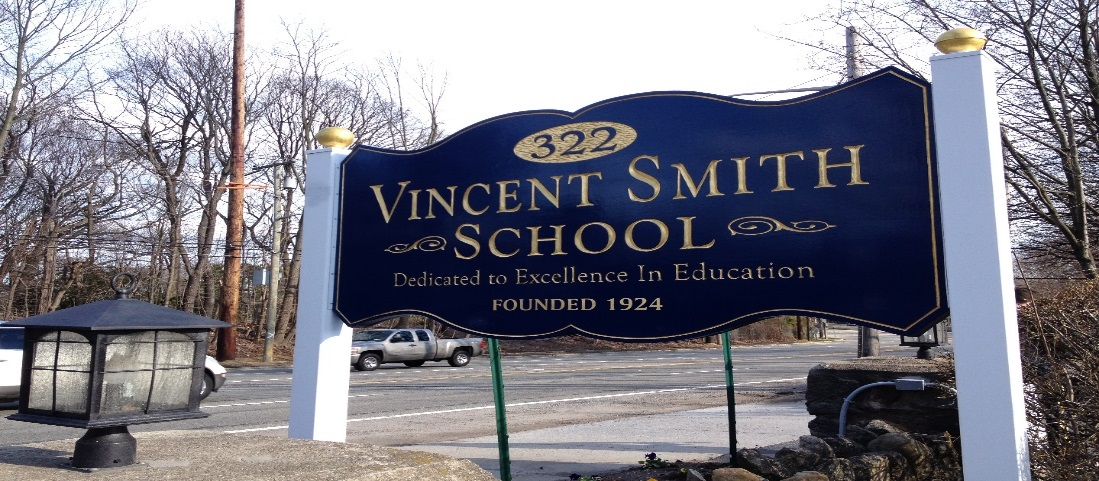 322
VINCENT SMITH
SCHOOL
Dedicated to Excellence In Education
FOUNDED 1924